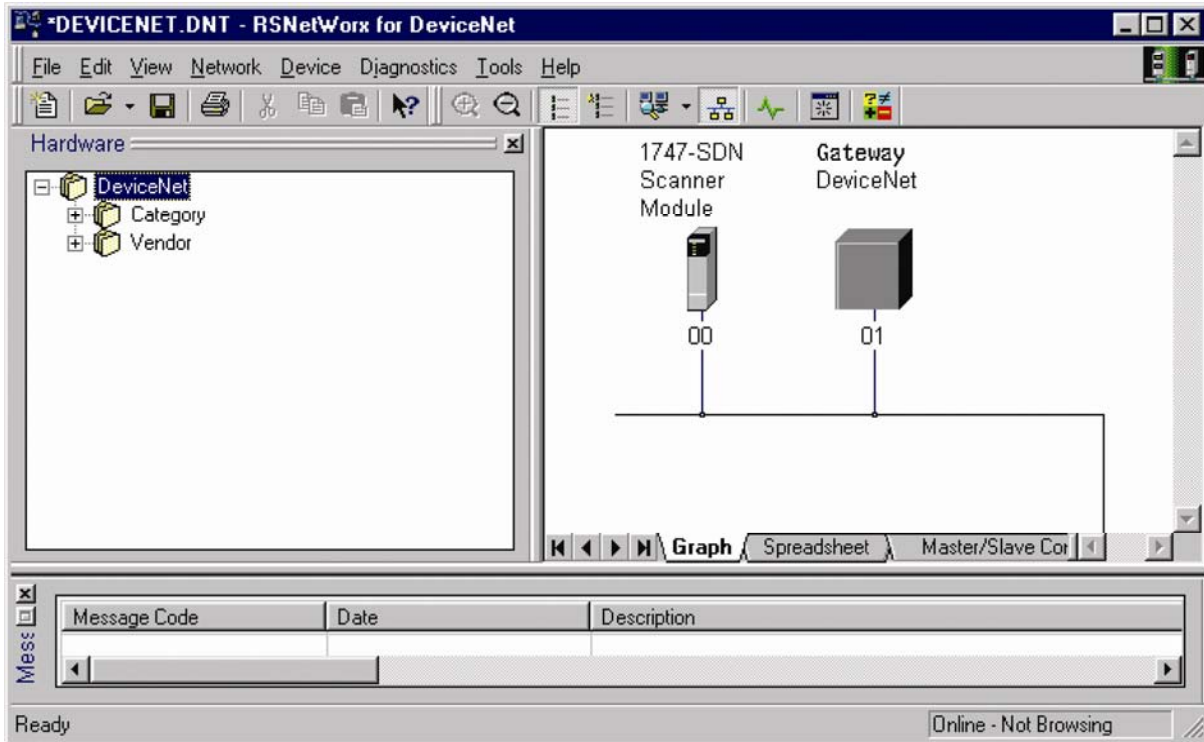 *DEVICENET.DNT - RSNetWorx for DeviceNet
File Edit View Network Device Diagnostics Tools Help
Hardware
DeviceNet
Category
Vendor
1747-SDN
Scanner
Module
Gateway
DeviceNet
00
01
Graph Spreadsheet Master/Slave Con
Mess
Message Code Date Description
Ready
Online - Not Browsing